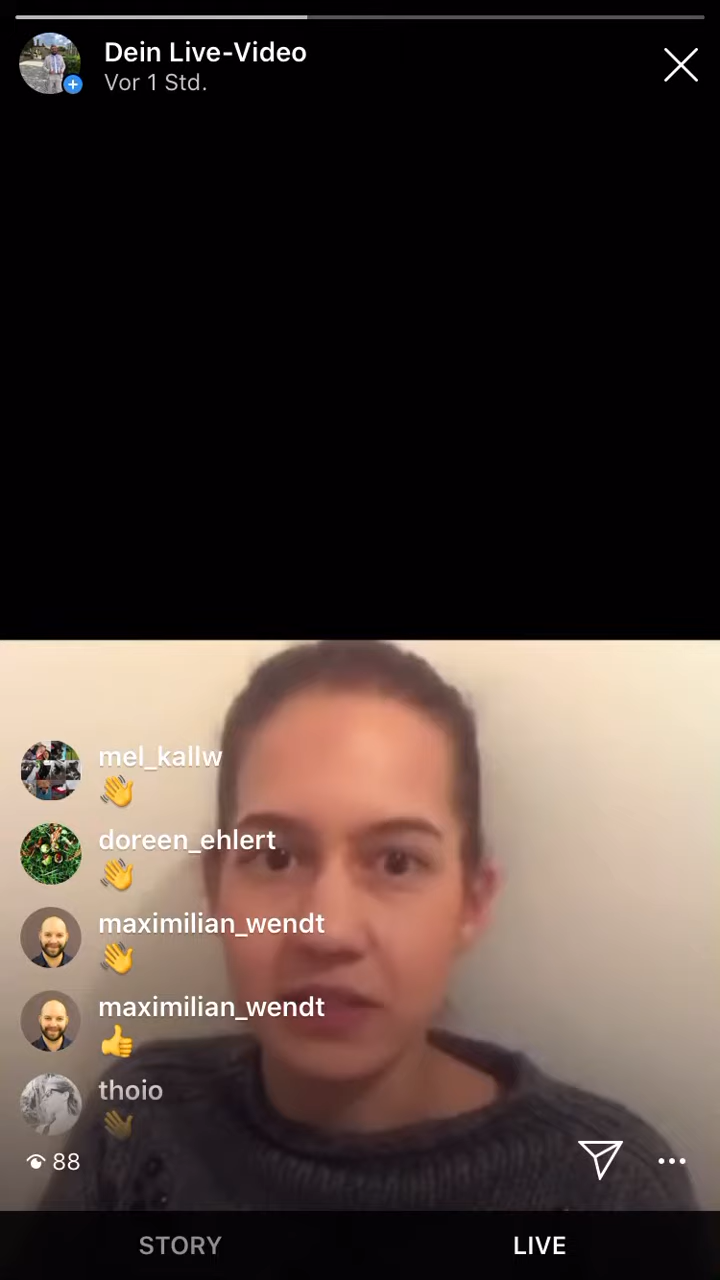 Dein Live-Video
Vor 1 Std.
mel_kallw
👋
doreen_ehlert
👋
maximilian_wendt
👋
maximilian_wendt
👍
thoio
👋
88
STORY
LIVE